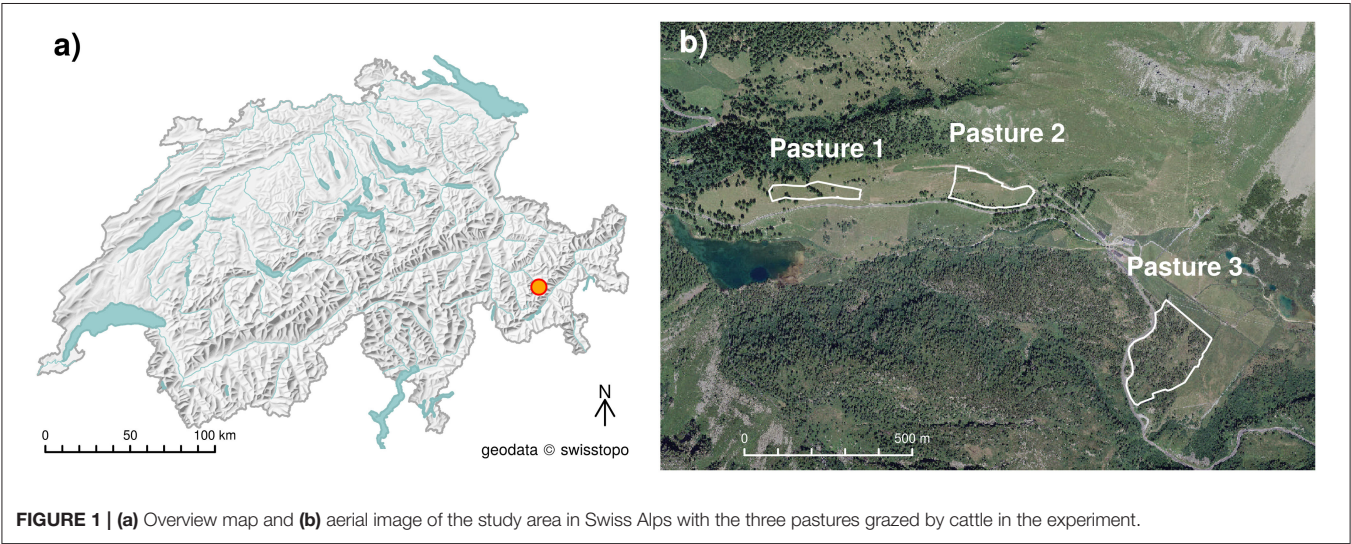 a)
N
0 50 100 km
geodata © swisstopo
b)
Pasture 1
Pasture 2
Pasture 3
0 500 m
FIGURE 1 | (a) Overview map and (b) aerial image of the study area in Swiss Alps with the three pastures grazed by cattle in the experiment.